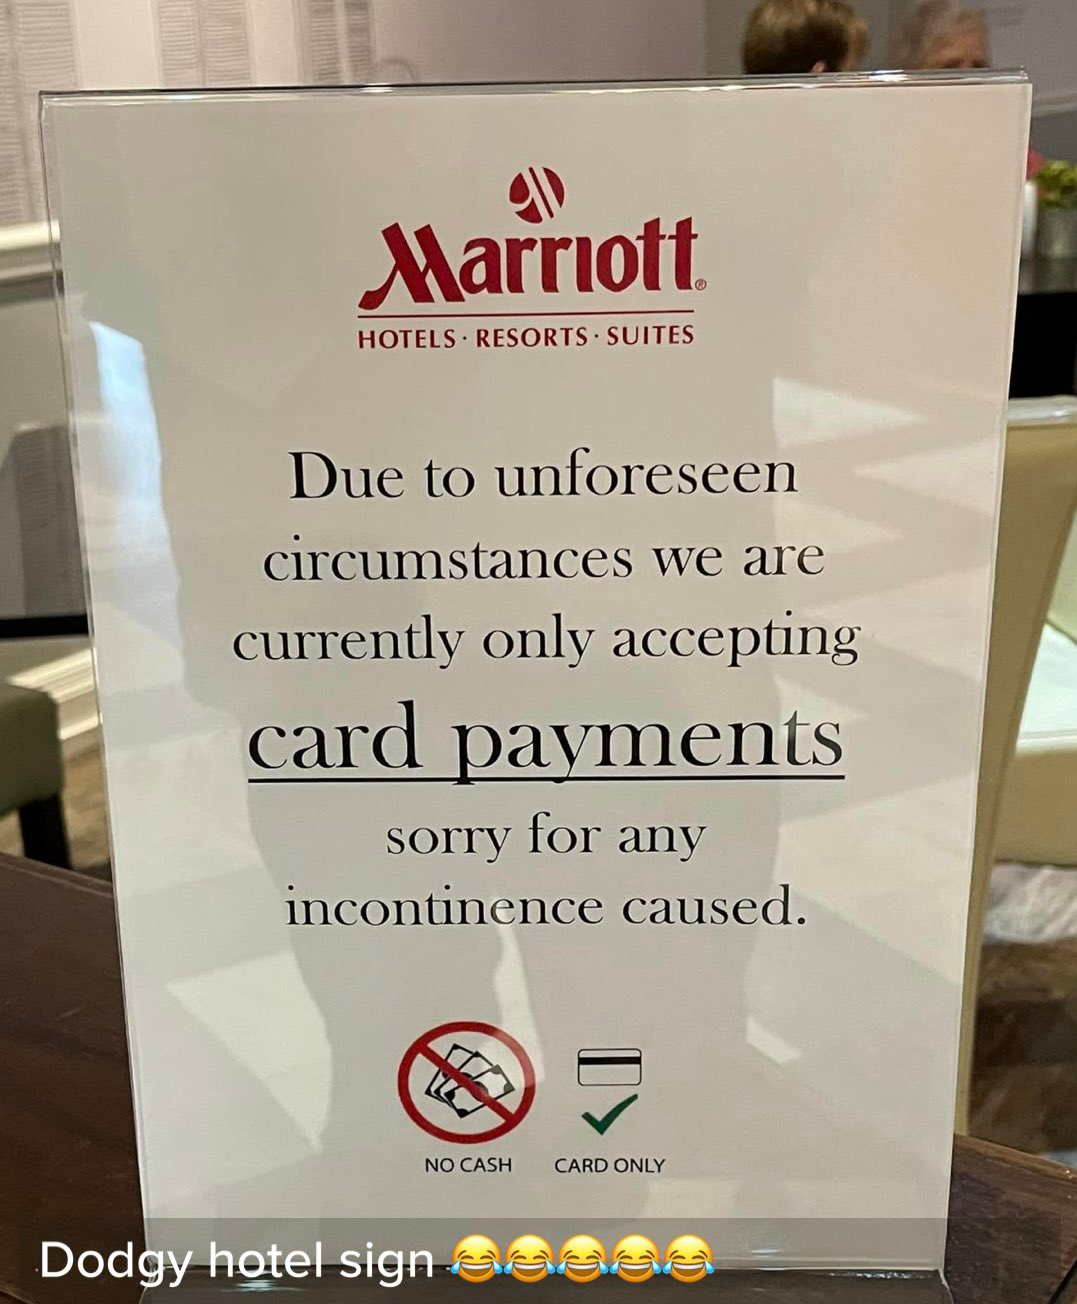 Marriott®
HOTELS · RESORTS · SUITES
Due to unforeseen
circumstances we are
currently only accepting
card payments
sorry for any
incontinence caused.
NO CASH CARD ONLY
Dodgy hotel sign 😂😂😂😂😂